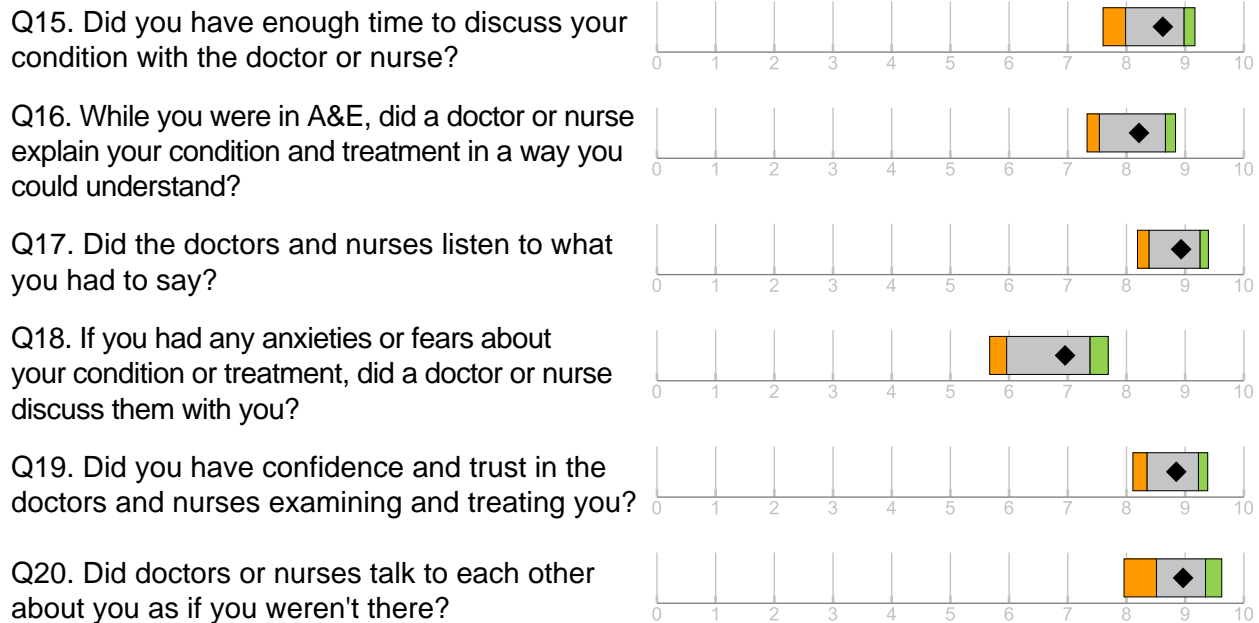 Q15. Did you have enough time to discuss your
condition with the doctor or nurse?
0 1 2 3 4 5 6 7 8 9 10
Q16. While you were in A&E, did a doctor or nurse
explain your condition and treatment in a way you
could understand?
0 1 2 3 4 5 6 7 8 9 10
Q17. Did the doctors and nurses listen to what
you had to say?
0 1 2 3 4 5 6 7 8 9 10
Q18. If you had any anxieties or fears about
your condition or treatment, did a doctor or nurse
discuss them with you?
0 1 2 3 4 5 6 7 8 9 10
Q19. Did you have confidence and trust in the
doctors and nurses examining and treating you?
0 1 2 3 4 5 6 7 8 9 10
Q20. Did doctors or nurses talk to each other
about you as if you weren't there?
0 1 2 3 4 5 6 7 8 9 10